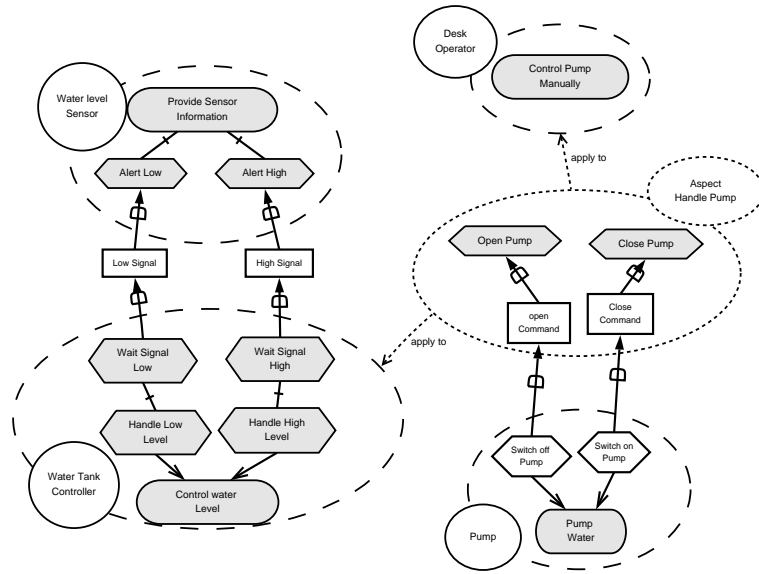 Desk
Operator
Control Pump
Manually
Water level
Sensor
Provide Sensor
Information
Alert Low
Alert High
apply to
Aspect
Handle Pump
Open Pump
Close Pump
Low Signal
High Signal
open
Command
Close
Command
apply to
Wait Signal
Low
Wait Signal
High
Handle Low
Level
Handle High
Level
Switch off
Pump
Switch on
Pump
Water Tank
Controller
Control water
Level
Pump
Pump
Water